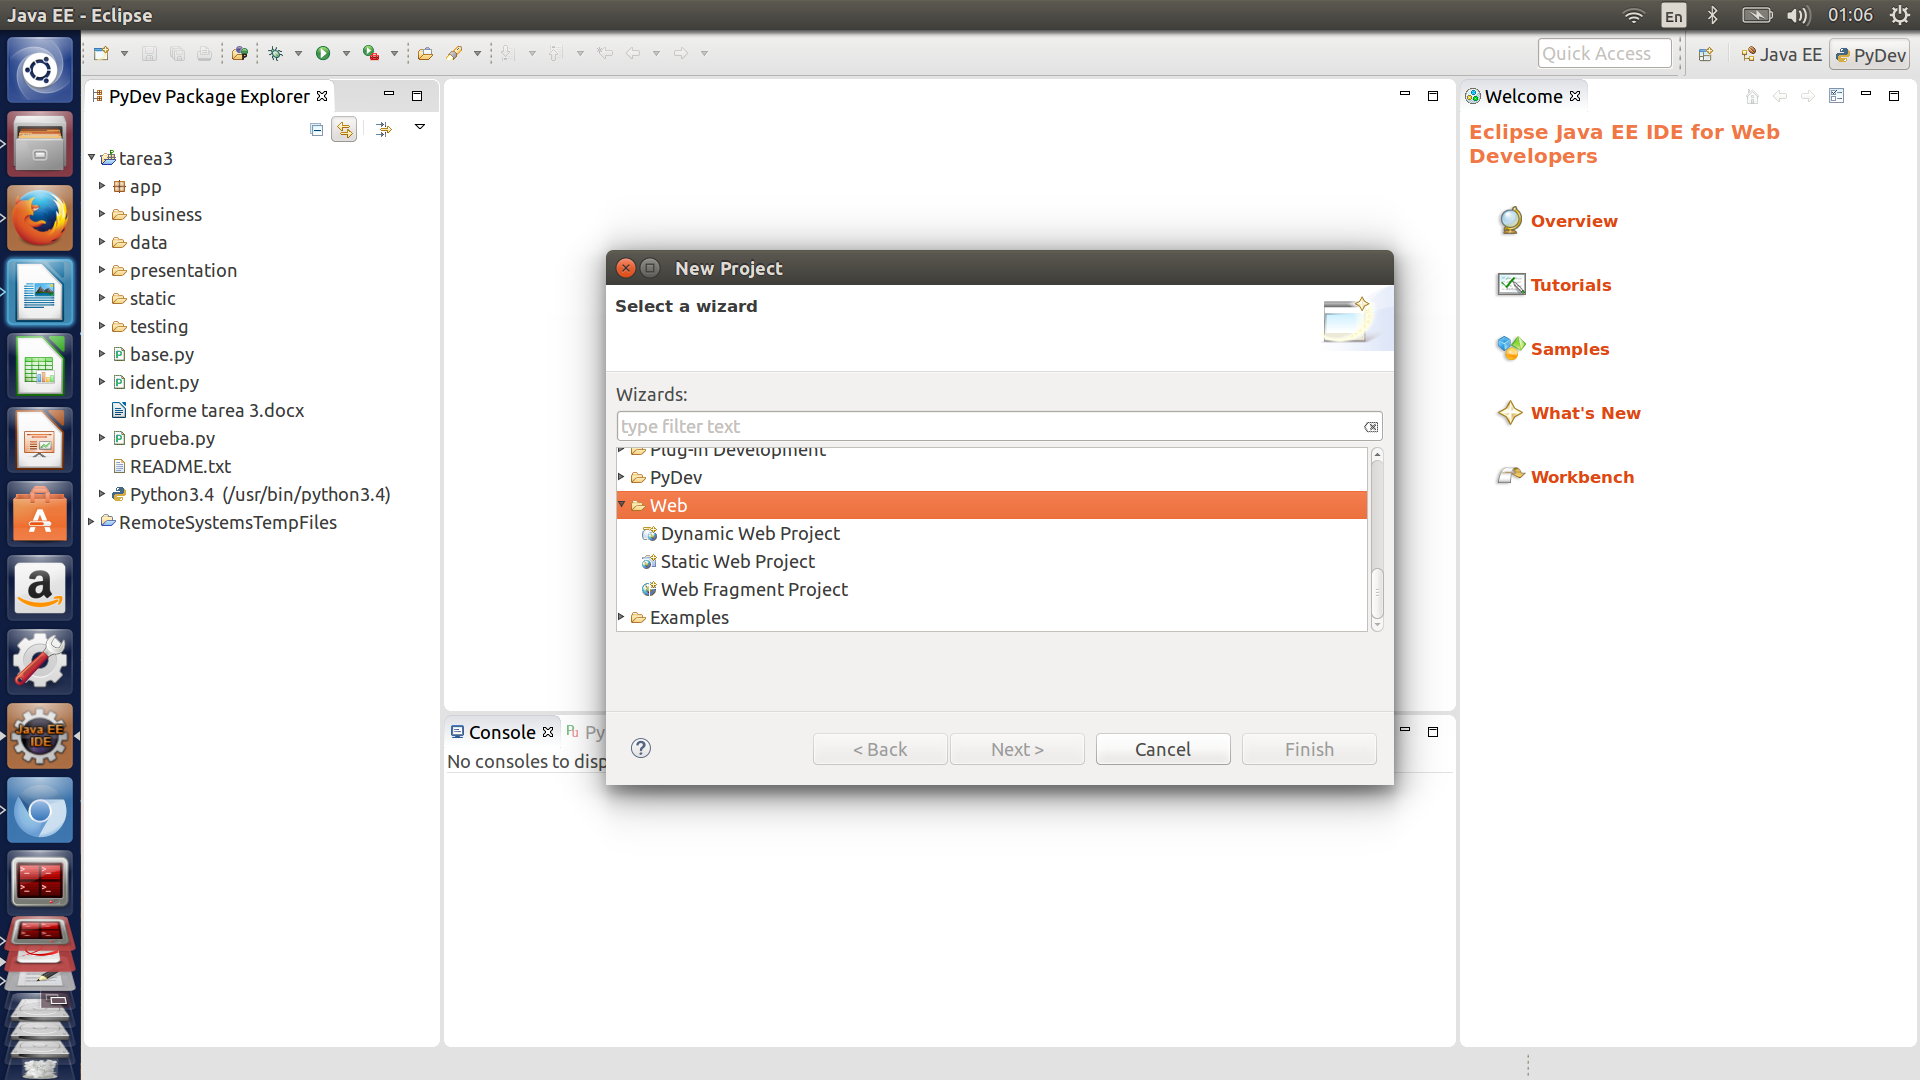 Java EE - Eclipse
En
01:06
Quick Access
Java EE
PyDev
PyDev Package Explorer
tarea3
app
business
data
presentation
static
testing
base.py
ident.py
Informe tarea 3.docx
prueba.py
README.txt
Python3.4 (/usr/bin/python3.4)
RemoteSystemsTempFiles
New Project
Select a wizard
Wizards:
type filter text
Plug-in Development
PyDev
Web
Dynamic Web Project
Static Web Project
Web Fragment Project
Examples
< Back
Next >
Cancel
Finish
Console
Py
No consoles to disp
Welcome
Eclipse Java EE IDE for Web
Developers
Overview
Tutorials
Samples
What's New
Workbench
Java EE
IDE